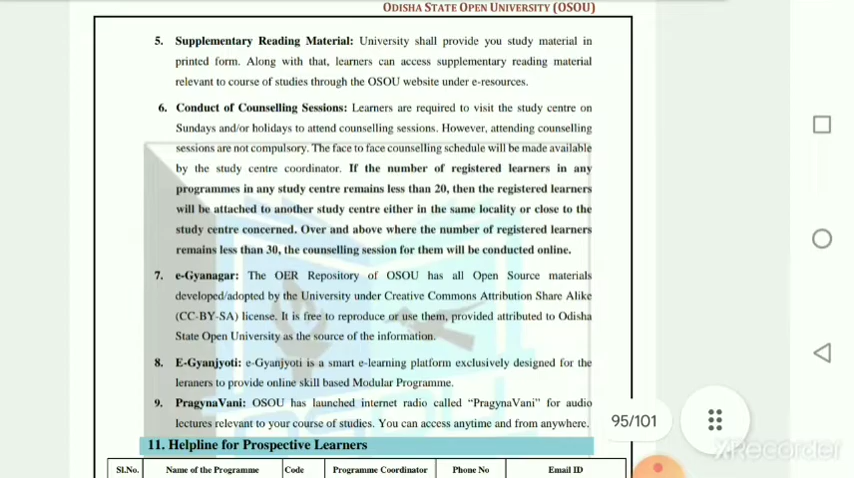 ODISHA STATE OPEN UNIVERSITY (OSOU)
5. Supplementary Reading Material: University shall provide you study material in
printed form. Along with that, learners can access supplementary reading material
relevant to course of studies through the OSOU website under e-resources.
6. Conduct of Counselling Sessions: Learners are required to visit the study centre on
Sundays and/or holidays to attend counselling sessions. However, attending counselling
sessions are not compulsory. The face to face counselling schedule will be made available
by the study centre coordinator. If the number of registered learners in any
programmes in any study centre remains less than 20, then the registered learners
will be attached to another study centre either in the same locality or close to the
study centre concerned. Over and above where the number of registered learners
remains less than 30, the counselling session for them will be conducted online.
7. e-Gyanagar: The OER Repository of OSOU has all Open Source materials
developed/adopted by the University under Creative Commons Attribution Share Alike
(CC-BY-SA) license. It is free to reproduce or use them, provided attributed to Odisha
State Open University as the source of the information.
8. E-Gyanjyoti: e-Gyanjyoti is a smart e-learning platform exclusively designed for the
leraners to provide online skill based Modular Programme.
9. PragynaVani: OSOU has launched internet radio called “PragynaVani” for audio
lectures relevant to your course of studies. You can access anytime and from anywhere.
95/101
11. Helpline for Prospective Learners
XRecorder
Sl.No. Name of the Programme Code Programme Coordinator Phone No Email ID